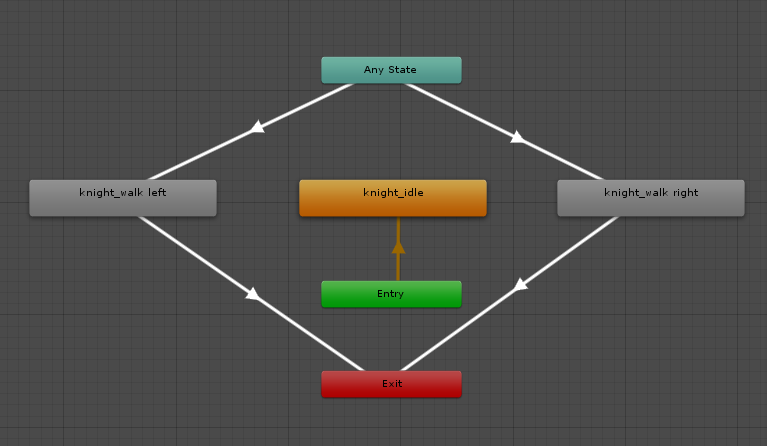 Any State
knight_walk left
knight_idle
knight_walk right
Entry
Exit